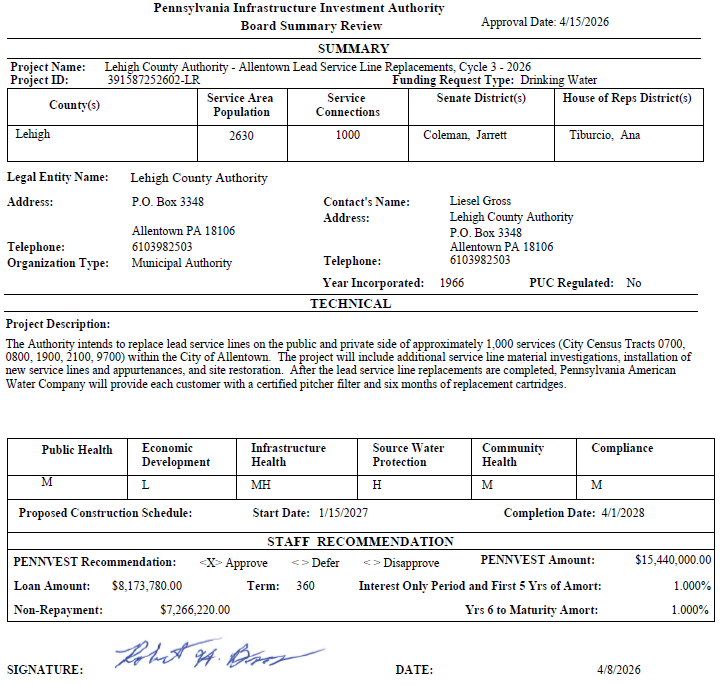 Pennsylvania Infrastructure Investment Authority
Board Summary Review
Approval Date: 4/15/2026
SUMMARY
Project Name: Lehigh County Authority - Allentown Lead Service Line Replacements, Cycle 3 - 2026
Project ID: 391587252602-LR Funding Request Type: Drinking Water
County(s) Service Area Population Service Connections Senate District(s) House of Reps District(s)
Lehigh 2630 1000 Coleman, Jarrett Tiburcio, Ana
Legal Entity Name: Lehigh County Authority
Address: P.O. Box 3348
Allentown PA 18106
Telephone: 6103982503
Organization Type: Municipal Authority
Contact's Name: Liesel Gross
Address: Lehigh County Authority
P.O. Box 3348
Allentown PA 18106
Telephone: 6103982503
Year Incorporated: 1966 PUC Regulated: No
TECHNICAL
Project Description:
The Authority intends to replace lead service lines on the public and private side of approximately 1,000 services (City Census Tracts 0700,
0800, 1900, 2100, 9700) within the City of Allentown. The project will include additional service line material investigations, installation of
new service lines and appurtenances, and site restoration. After the lead service line replacements are completed, Pennsylvania American
Water Company will provide each customer with a certified pitcher filter and six months of replacement cartridges.
Public Health Economic Development Infrastructure Health Source Water Protection Community Health Compliance
M L MH H M M
Proposed Construction Schedule: Start Date: 1/15/2027 Completion Date: 4/1/2028
STAFF RECOMMENDATION
PENNVEST Recommendation: <X> Approve < > Defer < > Disapprove PENNVEST Amount: $15,440,000.00
Loan Amount: $8,173,780.00 Term: 360 Interest Only Period and First 5 Yrs of Amort: 1.000%
Non-Repayment: $7,266,220.00 Yrs 6 to Maturity Amort: 1.000%
SIGNATURE: Robert H. DATE: 4/8/2026